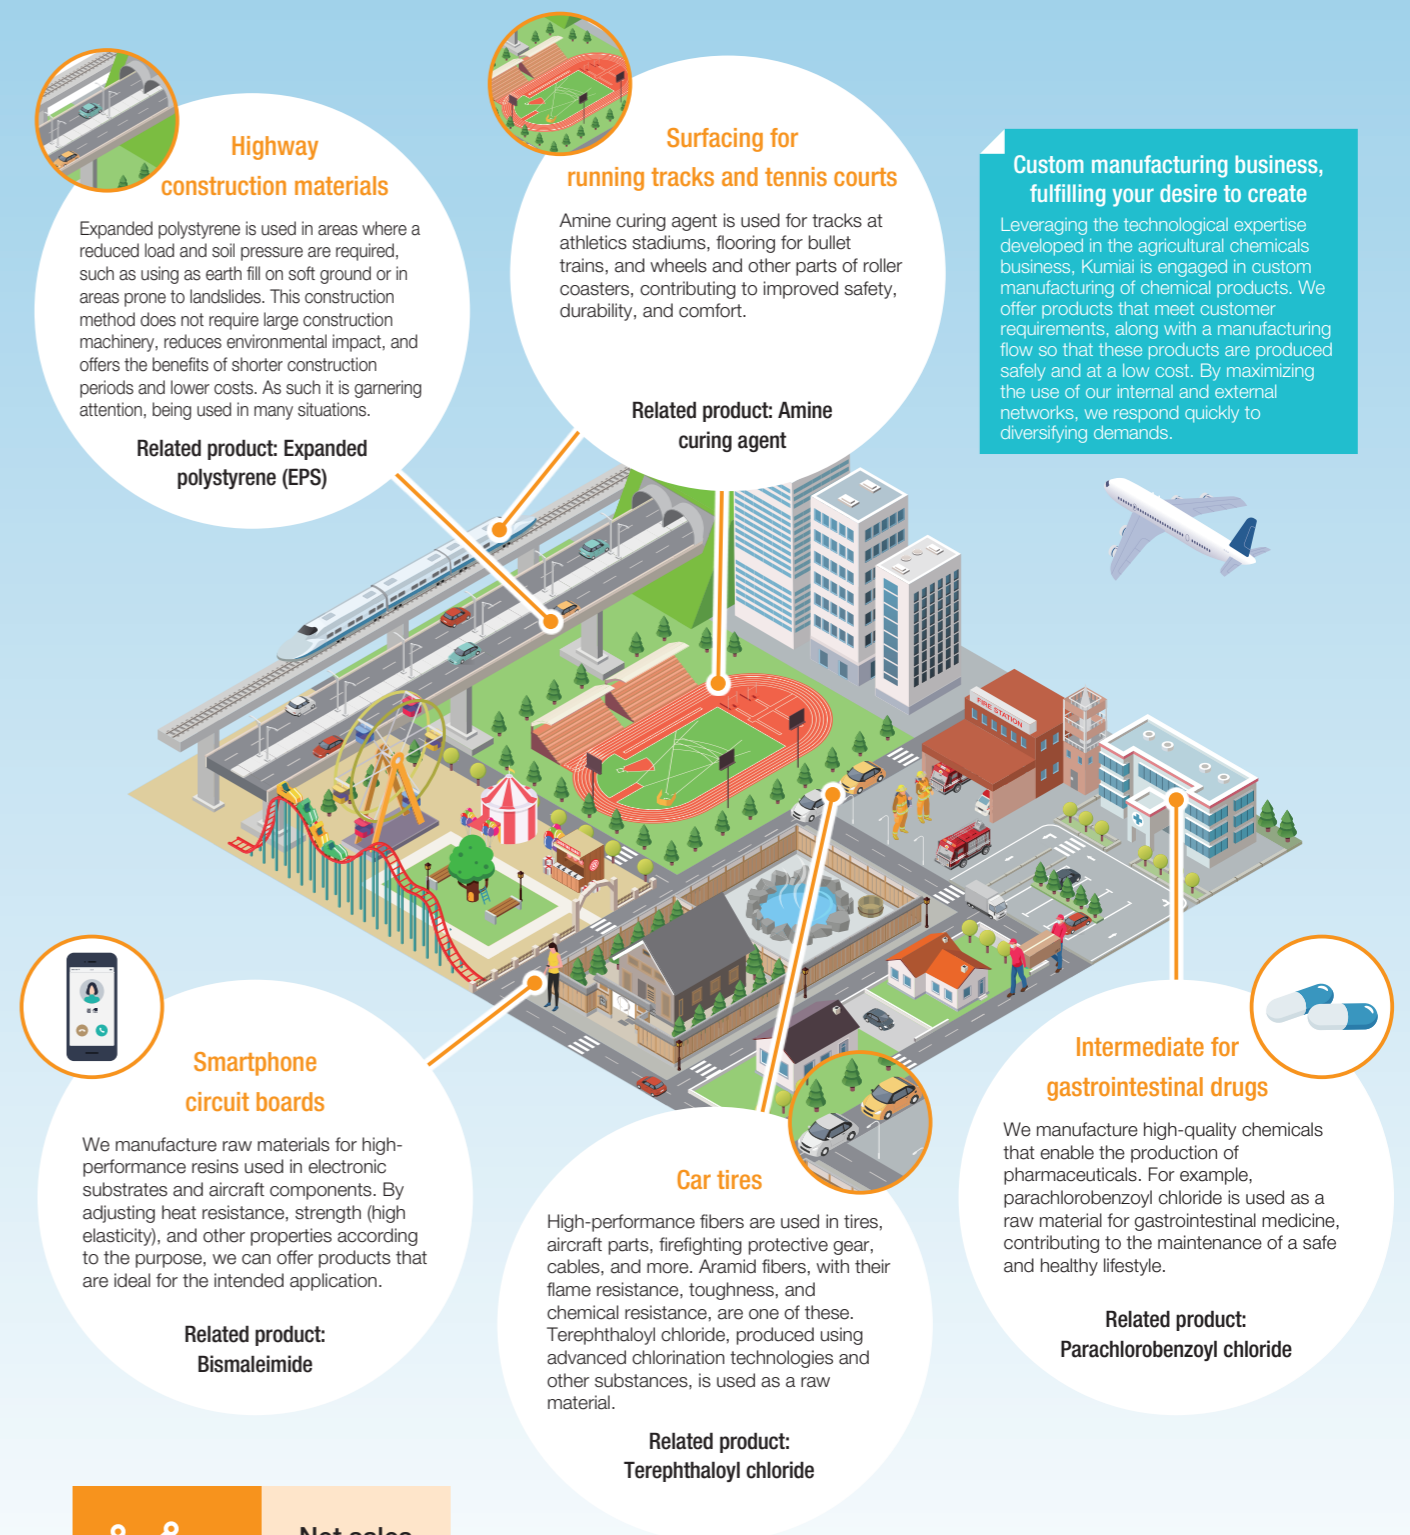 Highway
construction materials
Expanded polystyrene is used in areas where a
reduced load and soil pressure are required,
such as using as earth fill on soft ground or in
areas prone to landslides. This construction
method does not require large construction
machinery, reduces environmental impact, and
offers the benefits of shorter construction
periods and lower costs. As such it is garnering
attention, being used in many situations.
Related product: Expanded
polystyrene (EPS)
Surfacing for
running tracks and tennis courts
Amine curing agent is used for tracks at
athletics stadiums, flooring for bullet
trains, and wheels and other parts of roller
coasters, contributing to improved safety,
durability, and comfort.
Related product: Amine
curing agent
Custom manufacturing business,
fulfilling your desire to create
Leveraging the technological expertise
developed in the agricultural chemicals
business, Kumiai is engaged in custom
manufacturing of chemical products. We
offer products that meet customer
requirements, along with a manufacturing
flow so that these products are produced
safely and at a low cost. By maximizing
the use of our internal and external
networks, we respond quickly to
diversifying demands.
FIRE STATION
Smartphone
circuit boards
We manufacture raw materials for high-
performance resins used in electronic
substrates and aircraft components. By
adjusting heat resistance, strength (high
elasticity), and other properties according
to the purpose, we can offer products that
are ideal for the intended application.
Related product:
Bismaleimide
Car tires
High-performance fibers are used in tires,
aircraft parts, firefighting protective gear,
cables, and more. Aramid fibers, with their
flame resistance, toughness, and
chemical resistance, are one of these.
Terephthaloyl chloride, produced using
advanced chlorination technologies and
other substances, is used as a raw
material.
Related product:
Terephthaloyl chloride
Intermediate for
gastrointestinal drugs
We manufacture high-quality chemicals
that enable the production of
pharmaceuticals. For example,
parachlorobenzoyl chloride is used as a
raw material for gastrointestinal medicine,
contributing to the maintenance of a safe
and healthy lifestyle.
Related product:
Parachlorobenzoyl chloride
Net sales